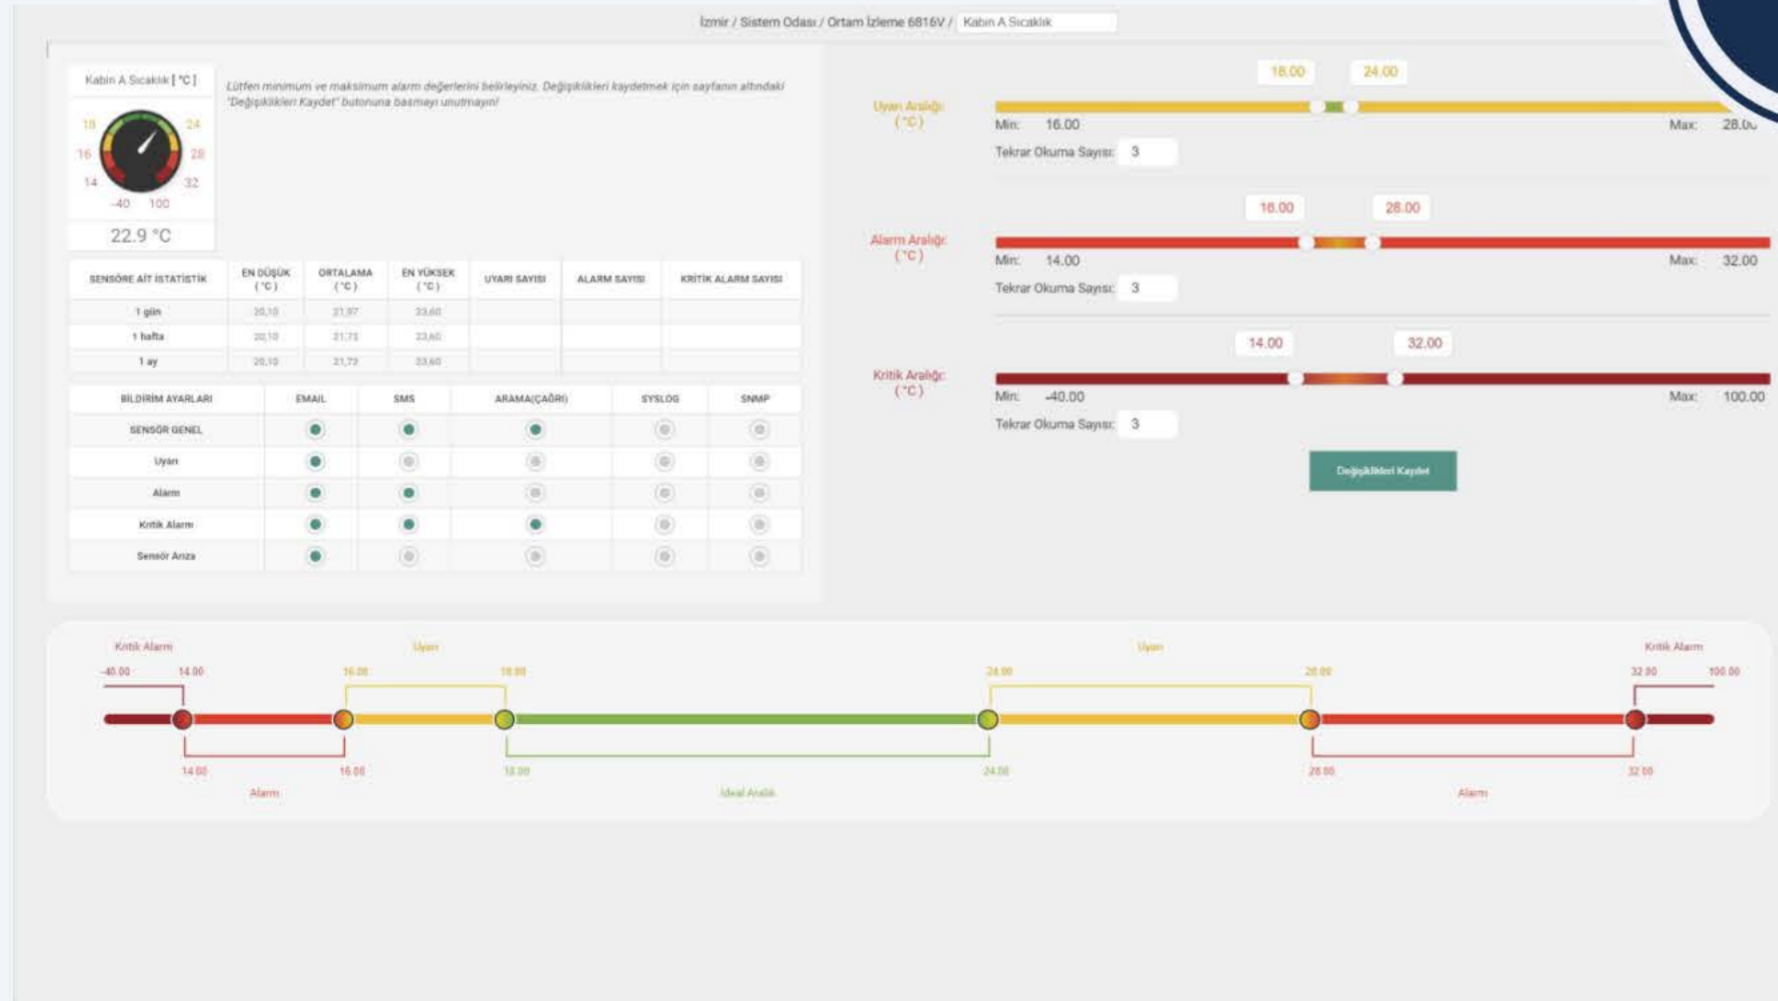 İzmir / Sistem Odası / Ortam İzleme 6816V / Kabin A Sıcaklık
Kabin A Sıcaklık [ °C ]
18 24
16 28
14 32
-40 100
22.9 °C
Lütfen minimum ve maksimum alarm değerlerini belirleyiniz. Değişiklikleri kaydetmek için sayfanın altındaki
"Değişiklikleri Kaydet" butonuna basmayı unutmayın!
SENSÖRE AİT İSTATİSTİK EN DÜŞÜK (°C) ORTALAMA (°C) EN YÜKSEK (°C) UYARI SAYISI ALARM SAYISI KRİTİK ALARM SAYISI
1 gün 20,10 21,97 23,60
1 hafta 20,10 21,73 23,60
1 ay 20,10 21,73 23,60
BİLDİRİM AYARLARI EMAIL SMS ARAMA(ÇAĞRI) SYSLOG SNMP
SENSÖR GENEL
Uyarı
Alarm
Kritik Alarm
Sensör Arıza
18.00 24.00
Uyarı Aralığı:
( °C )
Min: 16.00 Max: 28.00
Tekrar Okuma Sayısı: 3
16.00 28.00
Alarm Aralığı:
( °C )
Min: 14.00 Max: 32.00
Tekrar Okuma Sayısı: 3
14.00 32.00
Kritik Aralığı:
( °C )
Min: -40.00 Max: 100.00
Tekrar Okuma Sayısı: 3
Değişiklikleri Kaydet
Kritik Alarm Uyarı Uyarı Kritik Alarm
-40.00 14.00 16.00 18.00 24.00 28.00 32.00 100.00
14.00 16.00 18.00 24.00 28.00 32.00
Alarm İdeal Aralık Alarm